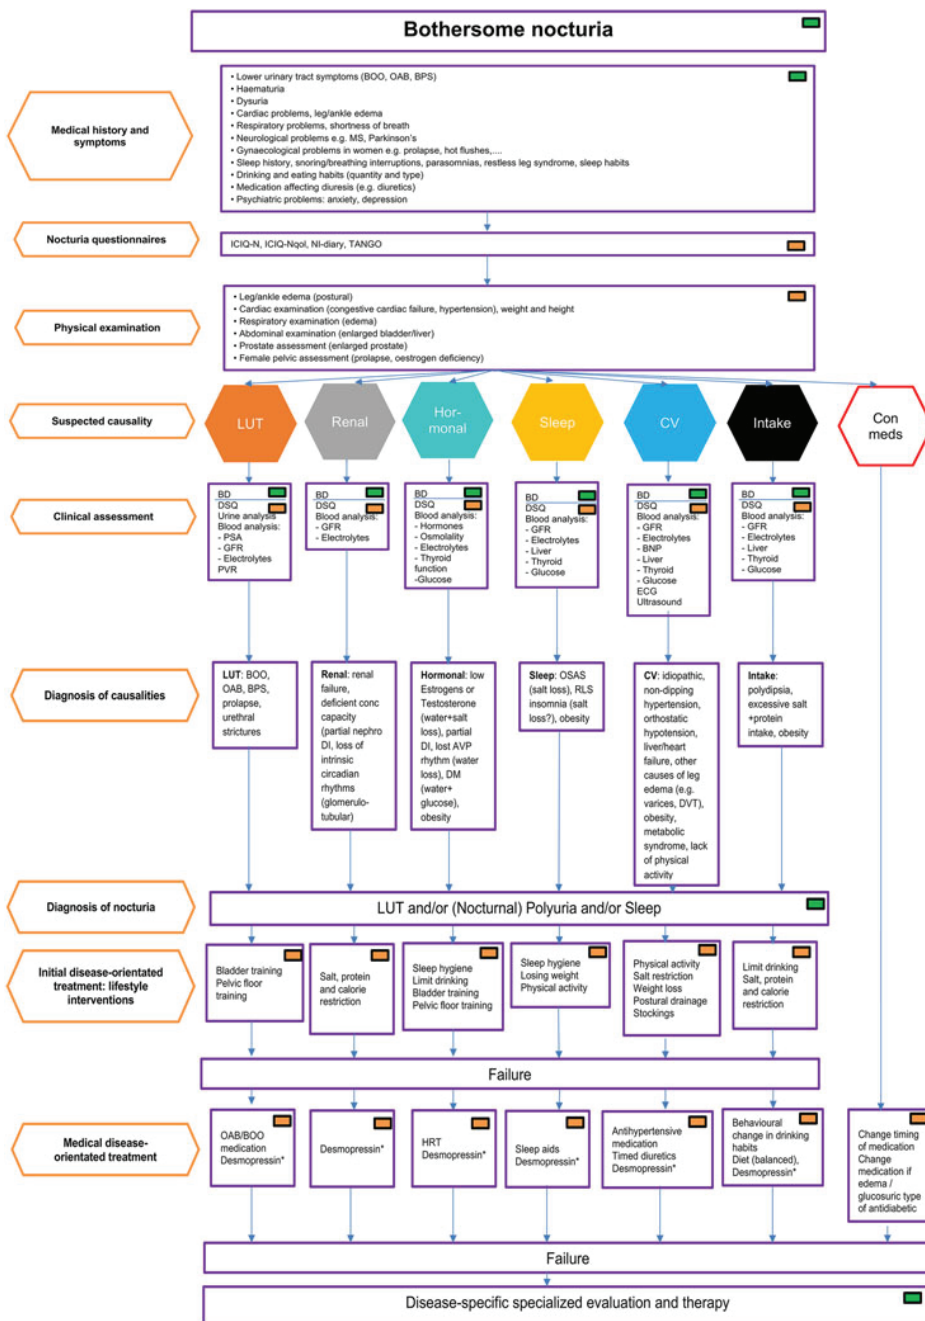 Bothersome nocturia
Medical history and
symptoms
• Lower urinary tract symptoms (BOO, OAB, BPS)
• Haematuria
• Dysuria
• Cardiac problems, leg/ankle edema
• Respiratory problems, shortness of breath
• Neurological problems e.g. MS, Parkinson's
• Gynaecological problems in women e.g. prolapse, hot flushes,....
• Sleep history, snoring/breathing interruptions, parasomnias, restless leg syndrome, sleep habits
• Drinking and eating habits (quantity and type)
• Medication affecting diuresis (e.g. diuretics)
• Psychiatric problems: anxiety, depression
Nocturia questionnaires
ICIQ-N, ICIQ-Nqol, NI-diary, TANGO
Physical examination
• Leg/ankle edema (postural)
• Cardiac examination (congestive cardiac failure, hypertension), weight and height
• Respiratory examination (edema)
• Abdominal examination (enlarged bladder/liver)
• Prostate assessment (enlarged prostate)
• Female pelvic assessment (prolapse, oestrogen deficiency)
Suspected causality
LUT
Renal
Hor-
monal
Sleep
CV
Intake
Con
meds
Clinical assessment
BD
DSQ
Urine analysis
Blood analysis:
- PSA
- GFR
- Electrolytes
PVR
BD
DSQ
Blood analysis:
- GFR
- Electrolytes
BD
DSQ
Blood analysis:
- Hormones
- Osmolality
- Electrolytes
- Thyroid
function
-Glucose
BD
DSQ
Blood analysis:
- GFR
- Electrolytes
- Liver
- Thyroid
- Glucose
BD
DSQ
Blood analysis:
- GFR
- Electrolytes
- BNP
- Liver
- Thyroid
- Glucose
ECG
Ultrasound
BD
DSQ
Blood analysis:
- GFR
- Electrolytes
- Liver
- Thyroid
- Glucose
Diagnosis of causalities
LUT: BOO,
OAB, BPS,
prolapse,
urethral
strictures
Renal: renal
failure,
deficient conc
capacity
(partial nephro
DI, loss of
intrinsic
circadian
rhythms
(glomerulo-
tubular)
Hormonal: low
Estrogens or
Testosterone
(water+salt
loss), partial
DI, lost AVP
rhythm (water
loss), DM
(water+
glucose),
obesity
Sleep: OSAS
(salt loss), RLS
insomnia (salt
loss?), obesity
CV: idiopathic,
non-dipping
hypertension,
orthostatic
hypotension,
liver/heart
failure, other
causes of leg
edema (e.g.
varices, DVT),
obesity,
metabolic
syndrome, lack
of physical
activity
Intake:
polydipsia,
excessive salt
+protein
intake, obesity
Diagnosis of nocturia
LUT and/or (Nocturnal) Polyuria and/or Sleep
Initial disease-orientated
treatment: lifestyle
interventions
Bladder training
Pelvic floor
training
Salt, protein
and calorie
restriction
Sleep hygiene
Limit drinking
Bladder training
Pelvic floor training
Sleep hygiene
Losing weight
Physical activity
Physical activity
Salt restriction
Weight loss
Postural drainage
Stockings
Limit drinking
Salt, protein
and calorie
restriction
Failure
Medical disease-
orientated treatment
OAB/BOO
medication
Desmopressin*
Desmopressin*
HRT
Desmopressin*
Sleep aids
Desmopressin*
Antihypertensive
medication
Timed diuretics
Desmopressin*
Behavioural
change in drinking
habits
Diet (balanced),
Desmopressin*
Change timing
of medication
Change
medication if
edema /
glucosuric type
of antidiabetic
Failure
Disease-specific specialized evaluation and therapy